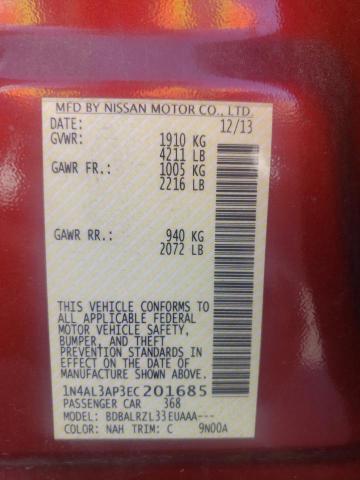 MFD BY NISSAN MOTOR CO., LTD.
DATE: 12/13
GVWR: 1910 KG
4211 LB
GAWR FR.: 1005 KG
2216 LB
GAWR RR.: 940 KG
2072 LB
THIS VEHICLE CONFORMS TO
ALL APPLICABLE FEDERAL
MOTOR VEHICLE SAFETY,
BUMPER, AND THEFT
PREVENTION STANDARDS IN
EFFECT ON THE DATE OF
MANUFACTURE SHOWN ABOVE.
1N4AL3AP3EC201685
PASSENGER CAR 368
MODEL: BDBALRZL33EUAAA---
COLOR: NAH TRIM: C 9N00A